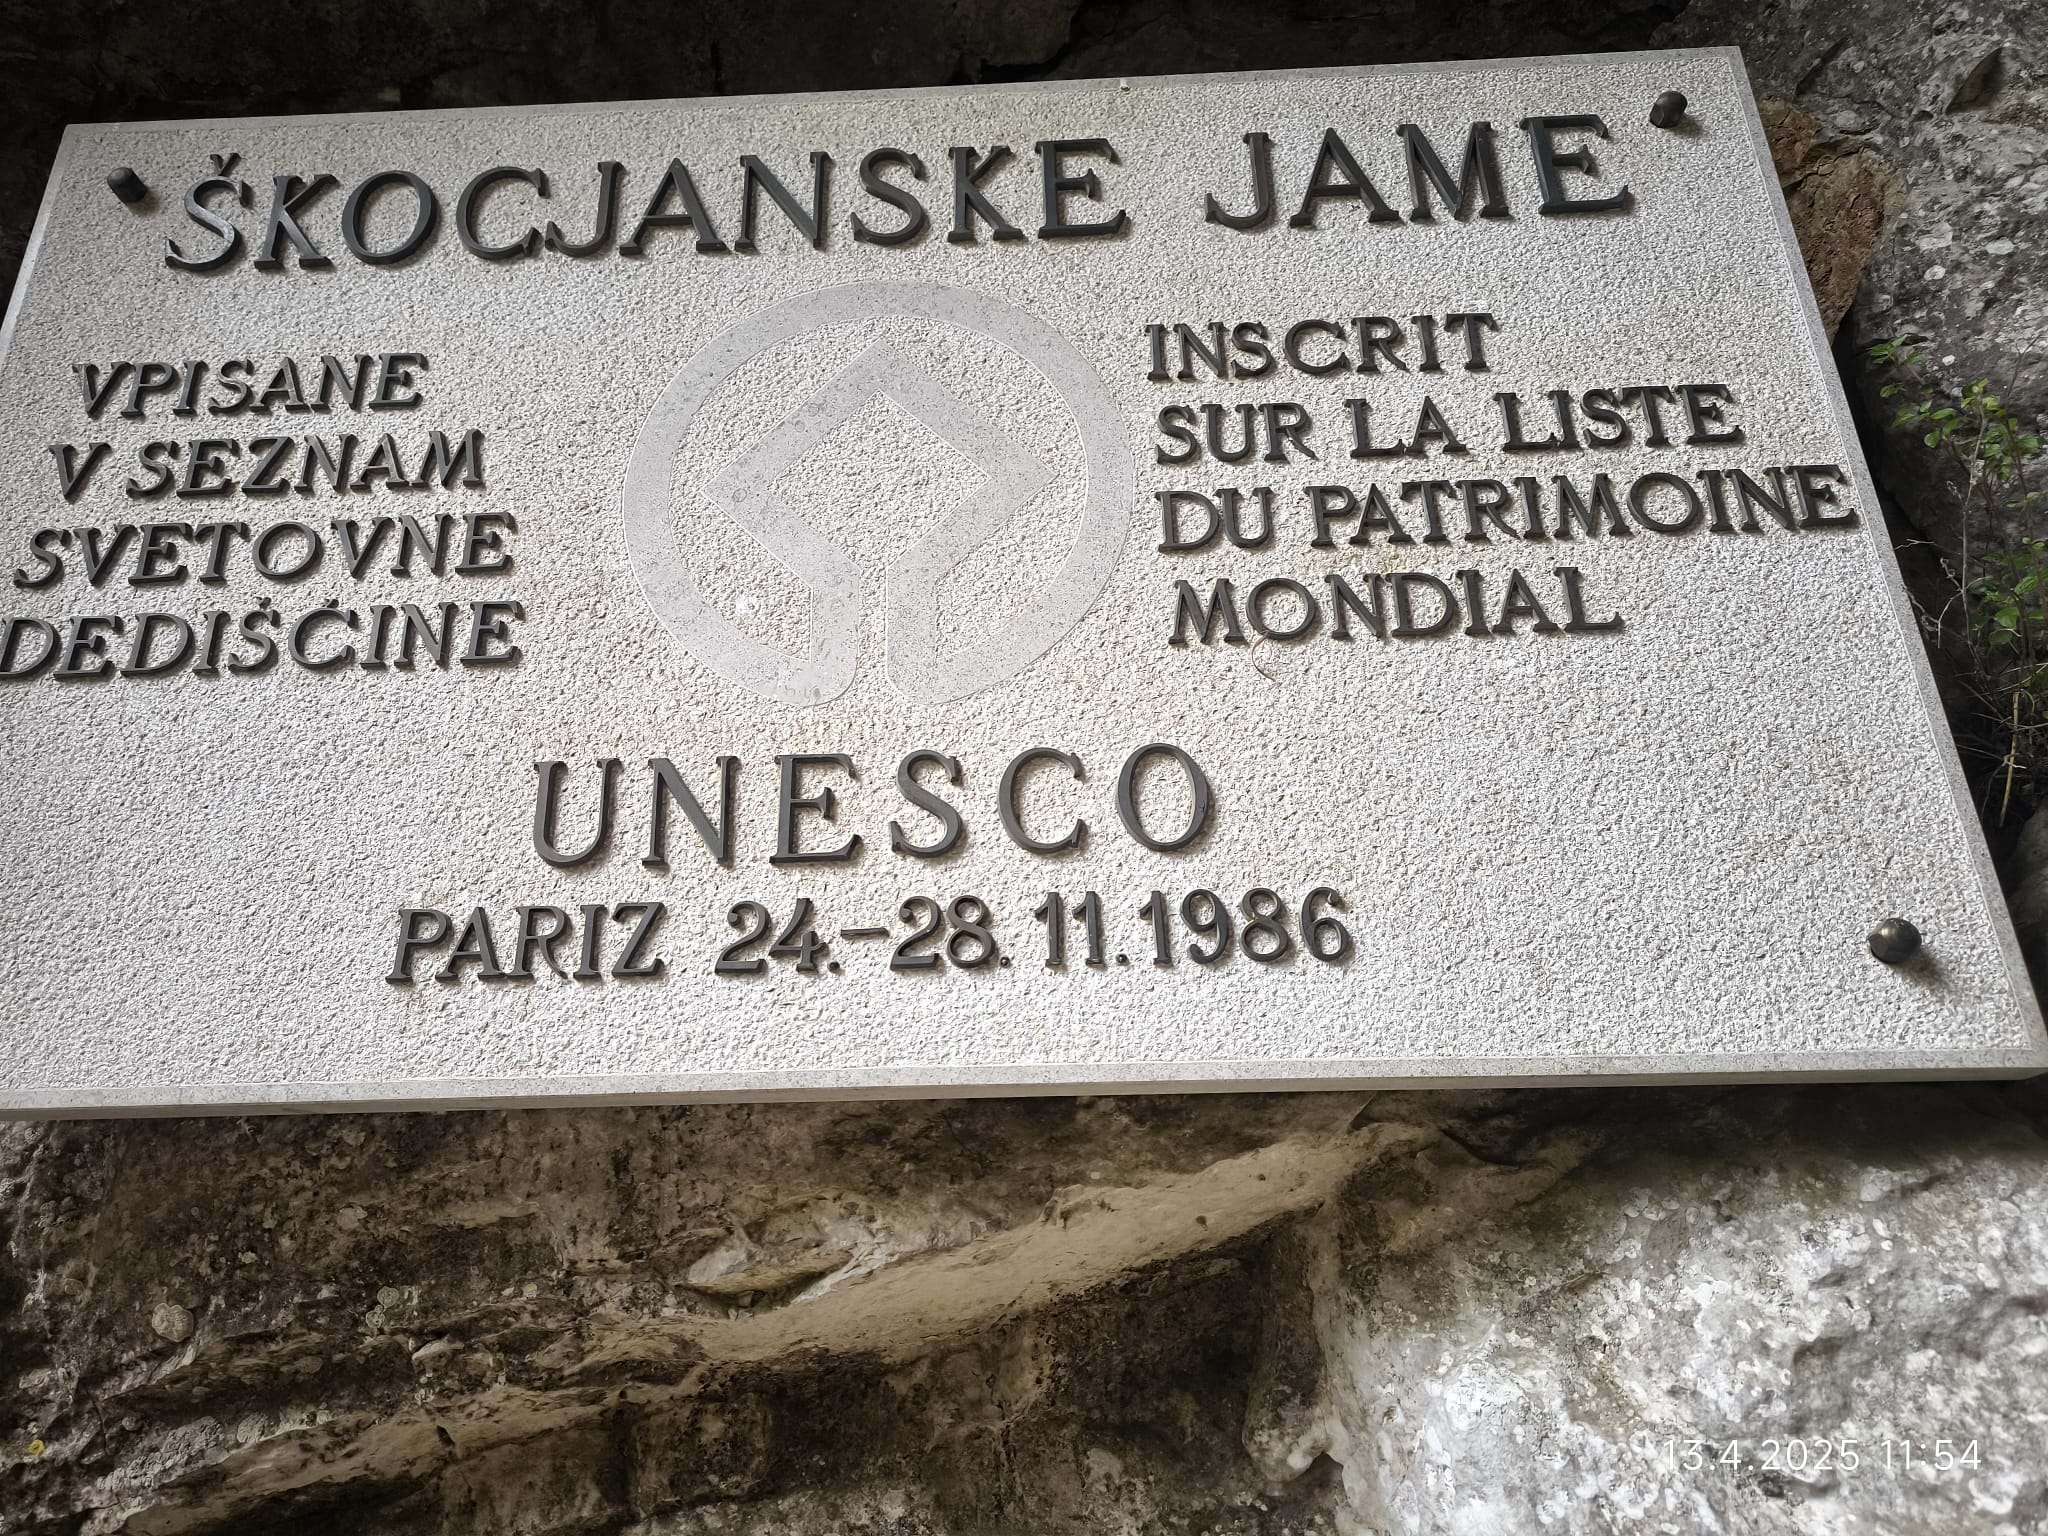 ŠKOCJANSKE JAME
VPISANE
V SEZNAM
SVETOVNE
DEDIŠČINE
INSCRIT
SUR LA LISTE
DU PATRIMOINE
MONDIAL
UNESCO
PARIZ 24.-28.11.1986
13.4.2025 11:54